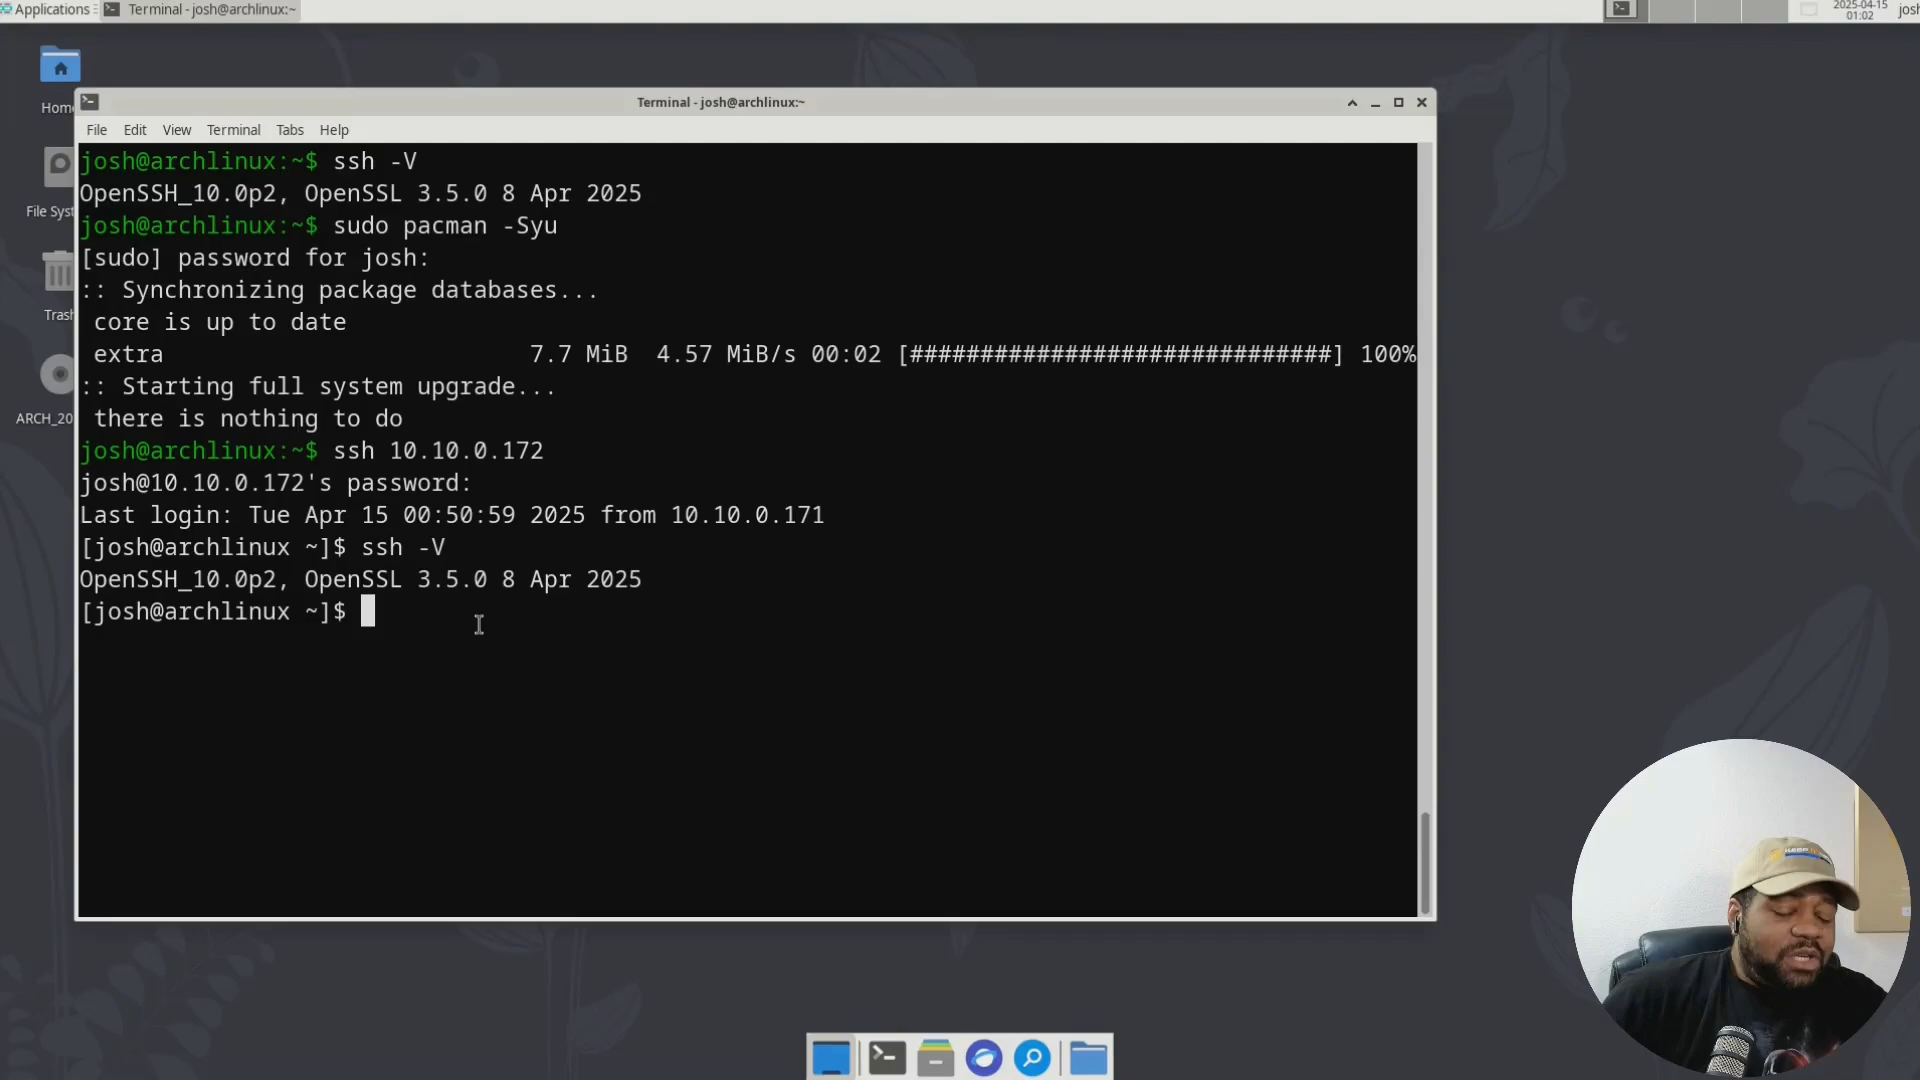 Applications
Terminal - josh@archlinux:~
2025-04-15
01:02
Terminal - josh@archlinux:~
File Edit View Terminal Tabs Help
josh@archlinux:~$ ssh -V
OpenSSH_10.0p2, OpenSSL 3.5.0 8 Apr 2025
josh@archlinux:~$ sudo pacman -Syu
[sudo] password for josh:
:: Synchronizing package databases...
core is up to date
extra 7.7 MiB 4.57 MiB/s 00:02 [##############################] 100%
:: Starting full system upgrade...
there is nothing to do
josh@archlinux:~$ ssh 10.10.0.172
josh@10.10.0.172's password:
Last login: Tue Apr 15 00:50:59 2025 from 10.10.0.171
[josh@archlinux ~]$ ssh -V
OpenSSH_10.0p2, OpenSSL 3.5.0 8 Apr 2025
[josh@archlinux ~]$
Home
File Syst
Trash
ARCH_20
KEEP